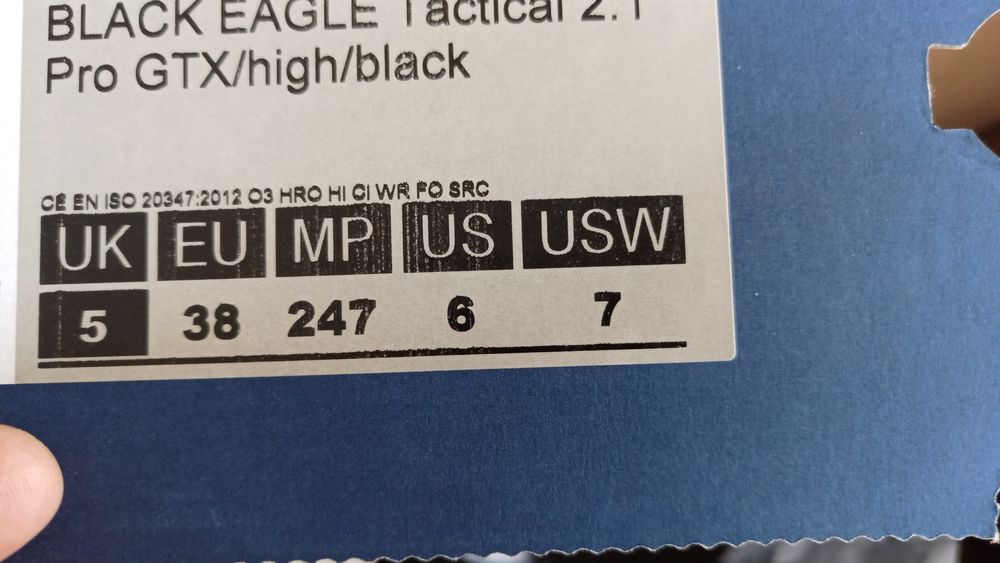 BLACK EAGLE Tactical 2.1
Pro GTX/high/black
CE EN ISO 20347:2012 O3 HRO HI CI WR FO SRC
UK EU MP US USW
5 38 247 6 7